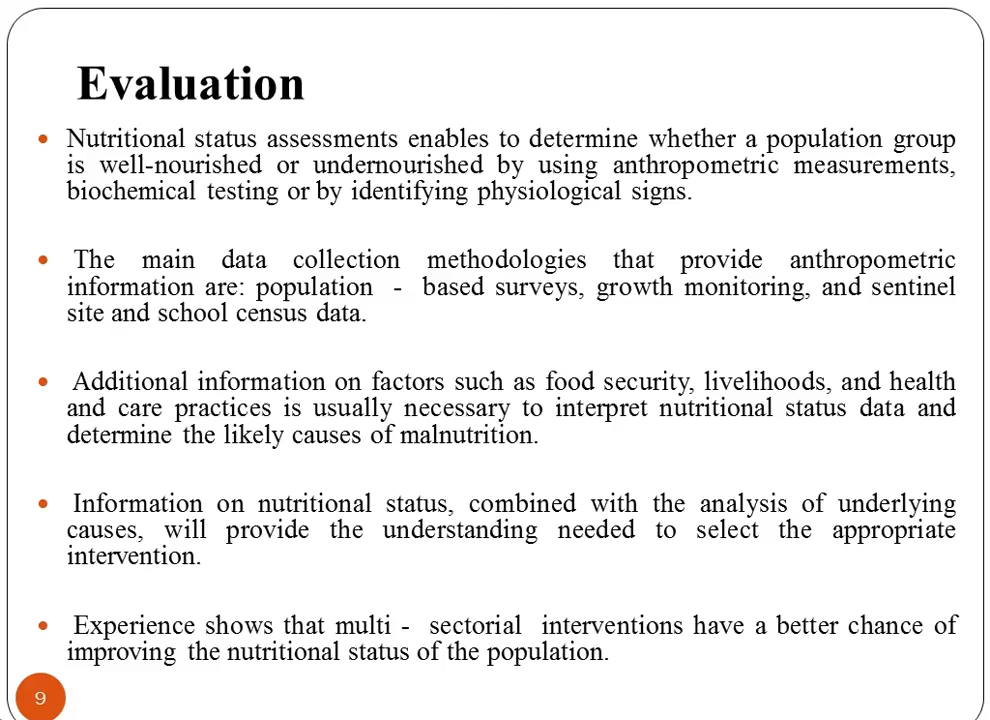 Evaluation
• Nutritional status assessments enables to determine whether a population group
is well-nourished or undernourished by using anthropometric measurements,
biochemical testing or by identifying physiological signs.
• The main data collection methodologies that provide anthropometric
information are: population - based surveys, growth monitoring, and sentinel
site and school census data.
• Additional information on factors such as food security, livelihoods, and health
and care practices is usually necessary to interpret nutritional status data and
determine the likely causes of malnutrition.
• Information on nutritional status, combined with the analysis of underlying
causes, will provide the understanding needed to select the appropriate
intervention.
• Experience shows that multi - sectorial interventions have a better chance of
improving the nutritional status of the population.
9